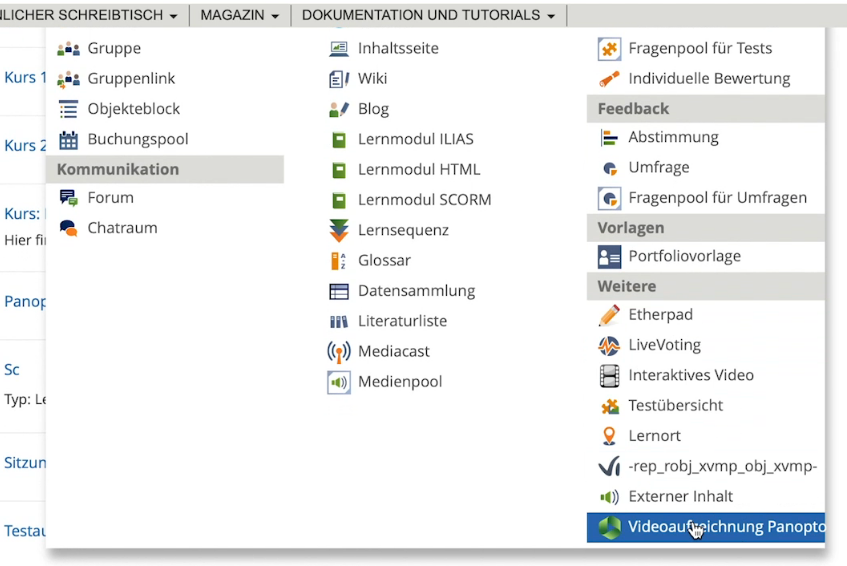 NLICHER SCHREIBTISCH
MAGAZIN
DOKUMENTATION UND TUTORIALS
Kurs 1
Kurs 2
Kurs:
Hier
Panop
Sc
Typ:
Sitzun
Testau
Gruppe
Gruppenlink
Objekteblock
Buchungspool
Kommunikation
Forum
Chatraum
Inhaltsseite
Wiki
Blog
Lernmodul ILIAS
Lernmodul HTML
Lernmodul SCORM
Lernsequenz
Glossar
Datensammlung
Literaturliste
Mediacast
Medienpool
Fragenpool für Tests
Individuelle Bewertung
Feedback
Abstimmung
Umfrage
Fragenpool für Umfragen
Vorlagen
Portfoliovorlage
Weitere
Etherpad
LiveVoting
Interaktives Video
Testübersicht
Lernort
-rep_robj_xvmp_obj_xvmp-
Externer Inhalt
Videoaufzeichnung Panopto